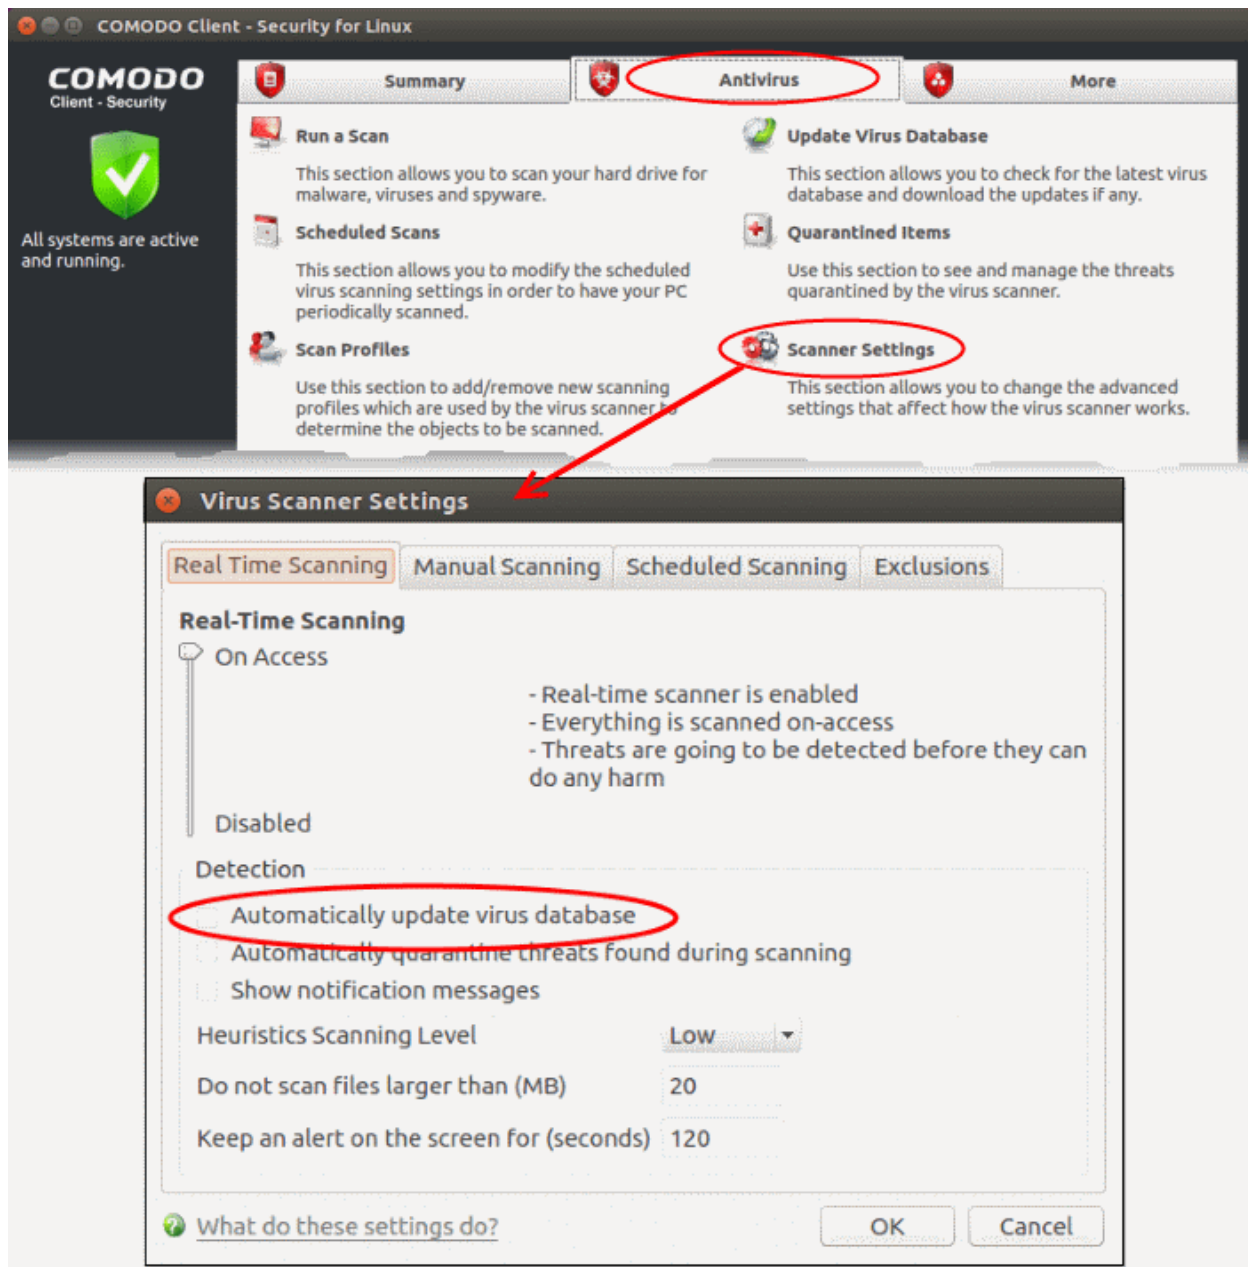 COMODO Client - Security for Linux
COMODO
Client - Security
Summary
Antivirus
More
All systems are active
and running.
Run a Scan
This section allows you to scan your hard drive for
malware, viruses and spyware.
Scheduled Scans
This section allows you to modify the scheduled
virus scanning settings in order to have your PC
periodically scanned.
Scan Profiles
Use this section to add/remove new scanning
profiles which are used by the virus scanner to
determine the objects to be scanned.
Update Virus Database
This section allows you to check for the latest virus
database and download the updates if any.
Quarantined Items
Use this section to see and manage the threats
quarantined by the virus scanner.
Scanner Settings
This section allows you to change the advanced
settings that affect how the virus scanner works.
Virus Scanner Settings
Real Time Scanning
Manual Scanning
Scheduled Scanning
Exclusions
Real-Time Scanning
On Access
- Real-time scanner is enabled
- Everything is scanned on-access
- Threats are going to be detected before they can
do any harm
Disabled
Detection
Automatically update virus database
Automatically quarantine threats found during scanning
Show notification messages
Heuristics Scanning Level Low
Do not scan files larger than (MB) 20
Keep an alert on the screen for (seconds) 120
What do these settings do?
OK
Cancel